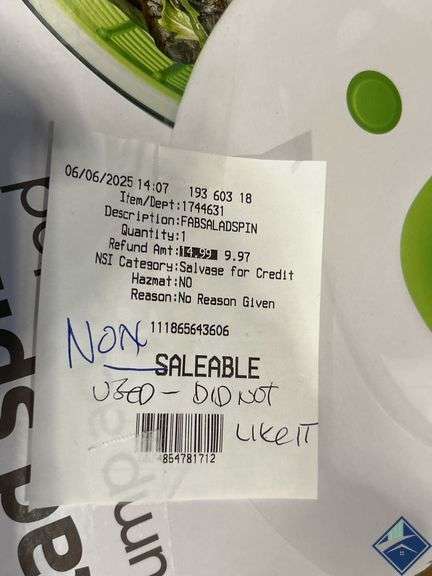 06/06/2025 14:07 193 603 18
Item/Dept:1744631
Description:FABSALADSPIN
Quantity:1
Refund Amt:14.99 9.97
NSI Category:Salvage for Credit
Hazmat:NO
Reason:No Reason Given
111865643606
NON
SALEABLE
USED - DID NOT
LIKE IT
854781712